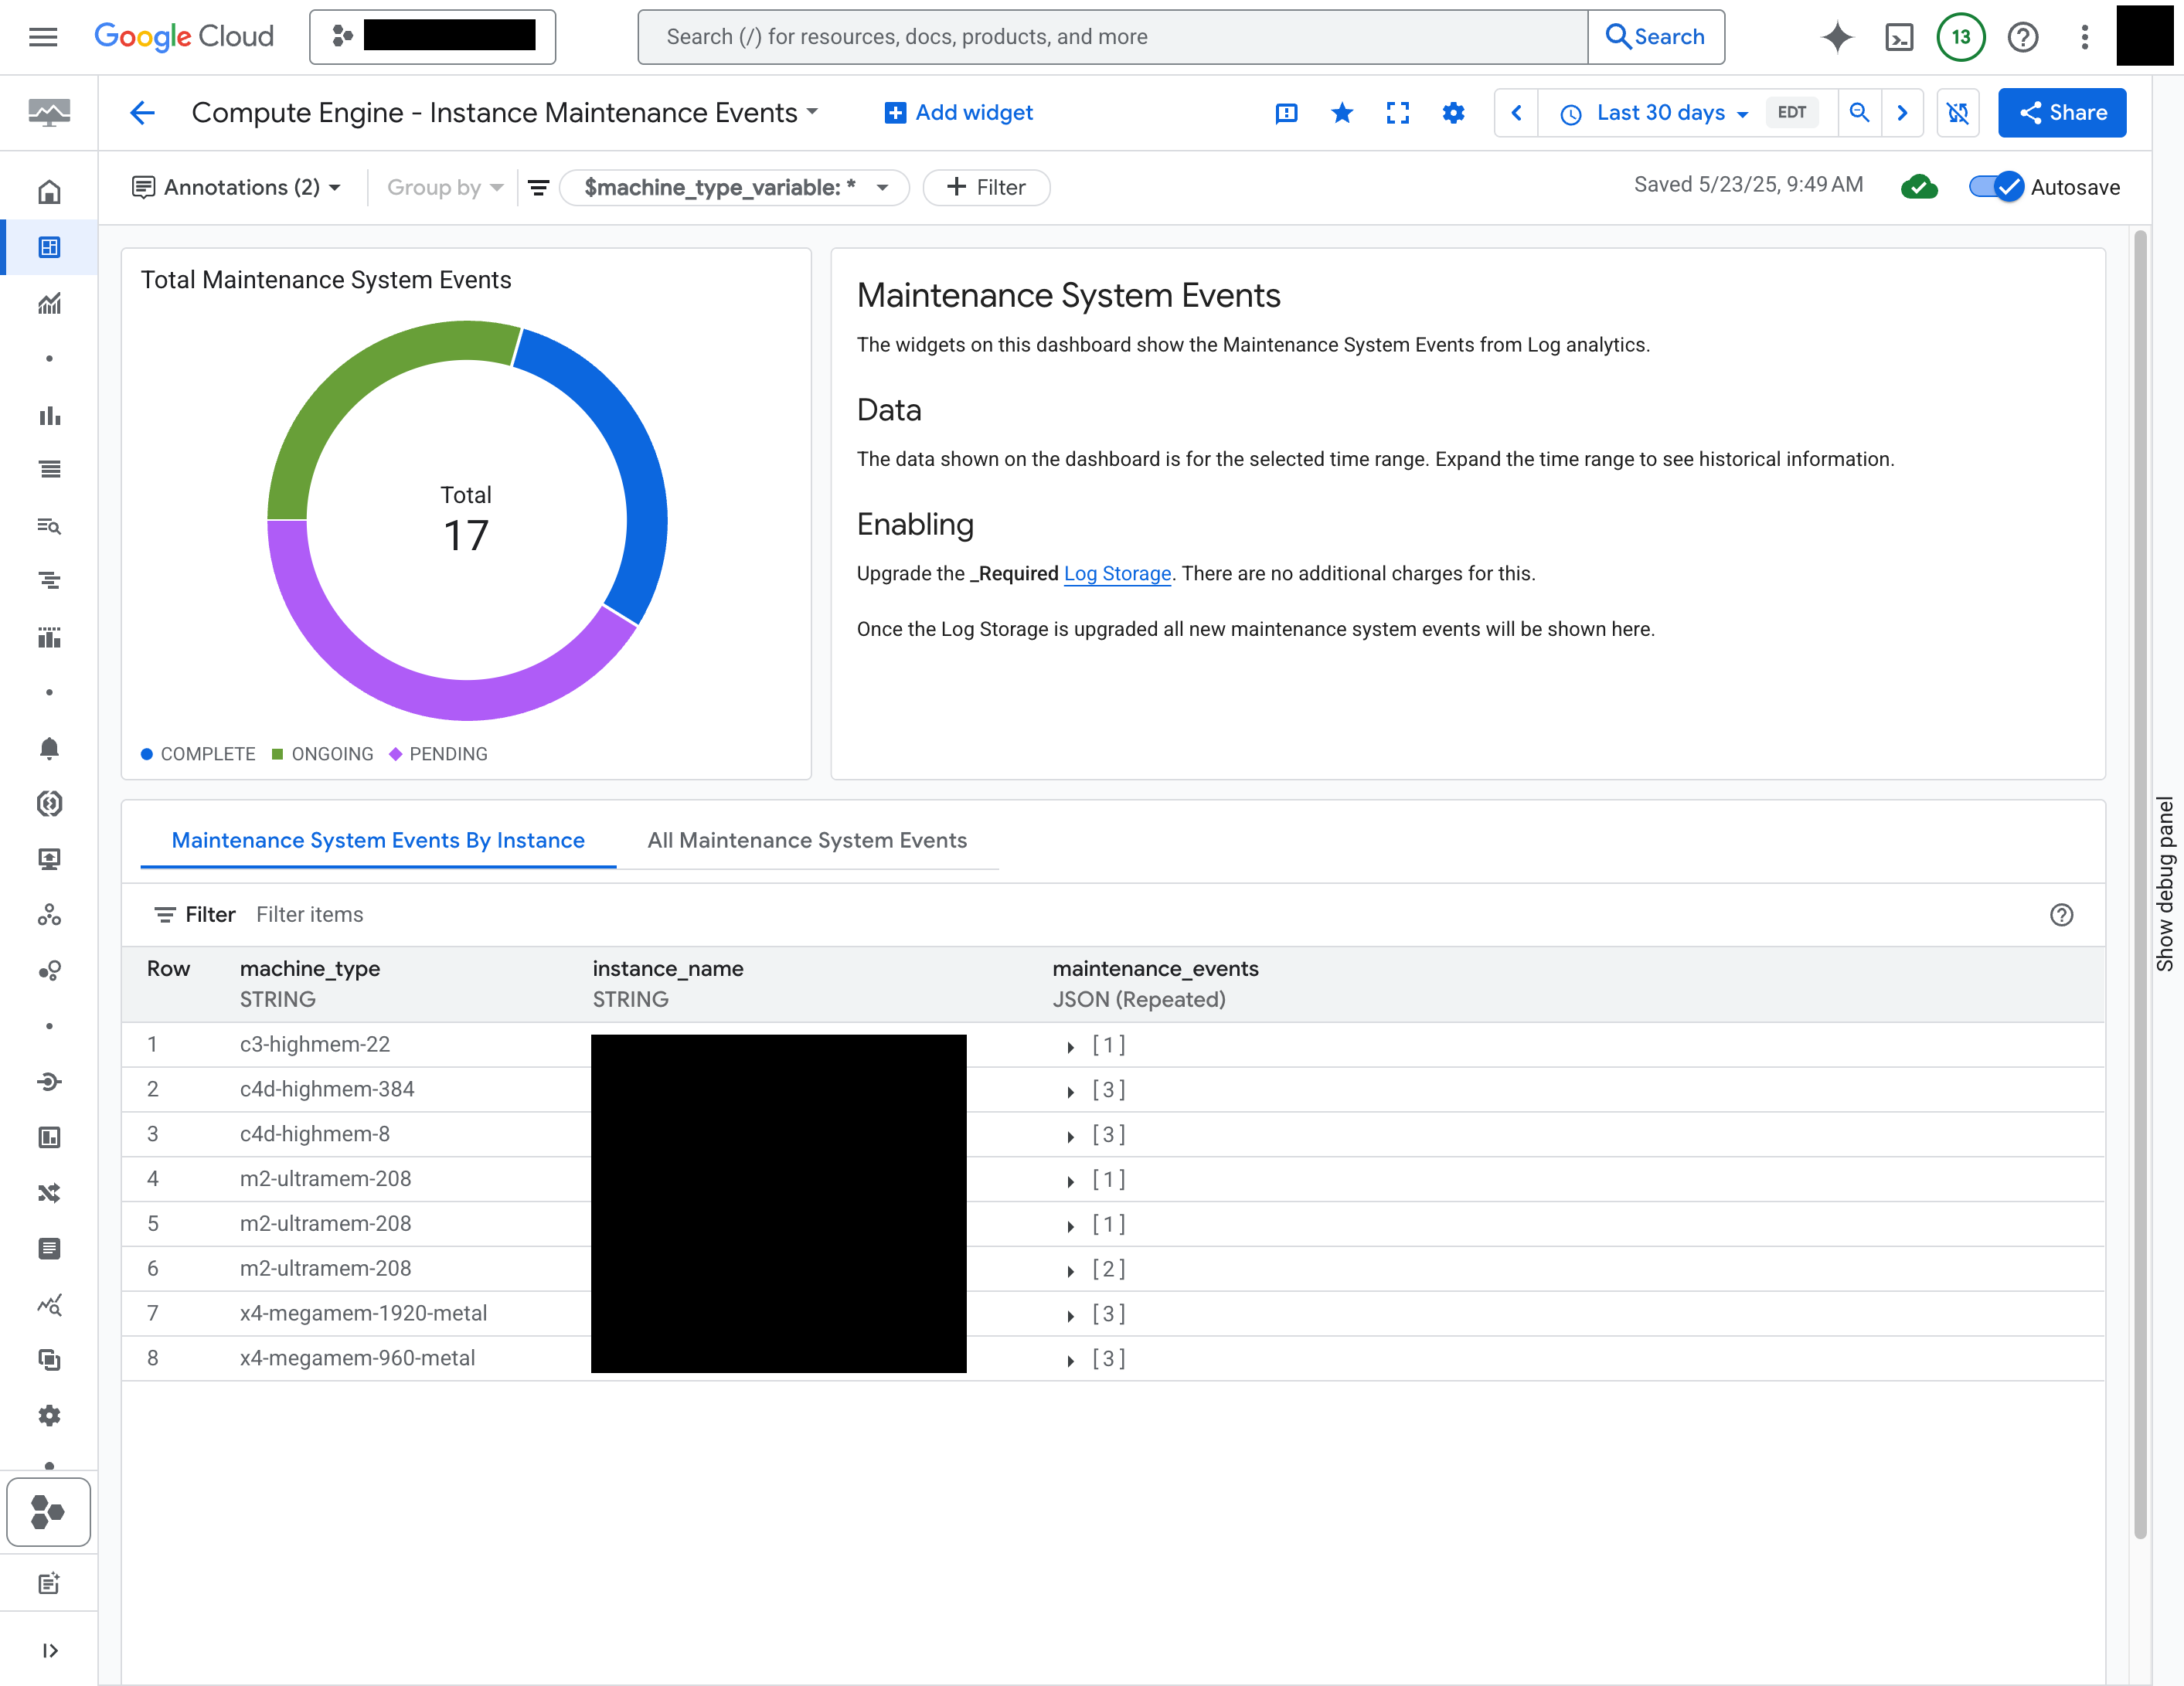 Google Cloud
Search (/) for resources, docs, products, and more
Search
13
Compute Engine - Instance Maintenance Events
Add widget
Last 30 days
EDT
Share
Annotations (2)
Group by
$machine_type_variable: *
Filter
Saved 5/23/25, 9:49 AM
Autosave
Total Maintenance System Events
Total
17
COMPLETE
ONGOING
PENDING
Maintenance System Events
The widgets on this dashboard show the Maintenance System Events from Log analytics.
Data
The data shown on the dashboard is for the selected time range. Expand the time range to see historical information.
Enabling
Upgrade the _Required Log Storage. There are no additional charges for this.
Once the Log Storage is upgraded all new maintenance system events will be shown here.
Maintenance System Events By Instance
All Maintenance System Events
Filter Filter items
Row machine_type instance_name maintenance_events
STRING STRING JSON (Repeated)
1 c3-highmem-22 [ 1 ]
2 c4d-highmem-384 [ 3 ]
3 c4d-highmem-8 [ 3 ]
4 m2-ultramem-208 [ 1 ]
5 m2-ultramem-208 [ 1 ]
6 m2-ultramem-208 [ 2 ]
7 x4-megamem-1920-metal [ 3 ]
8 x4-megamem-960-metal [ 3 ]
Show debug panel